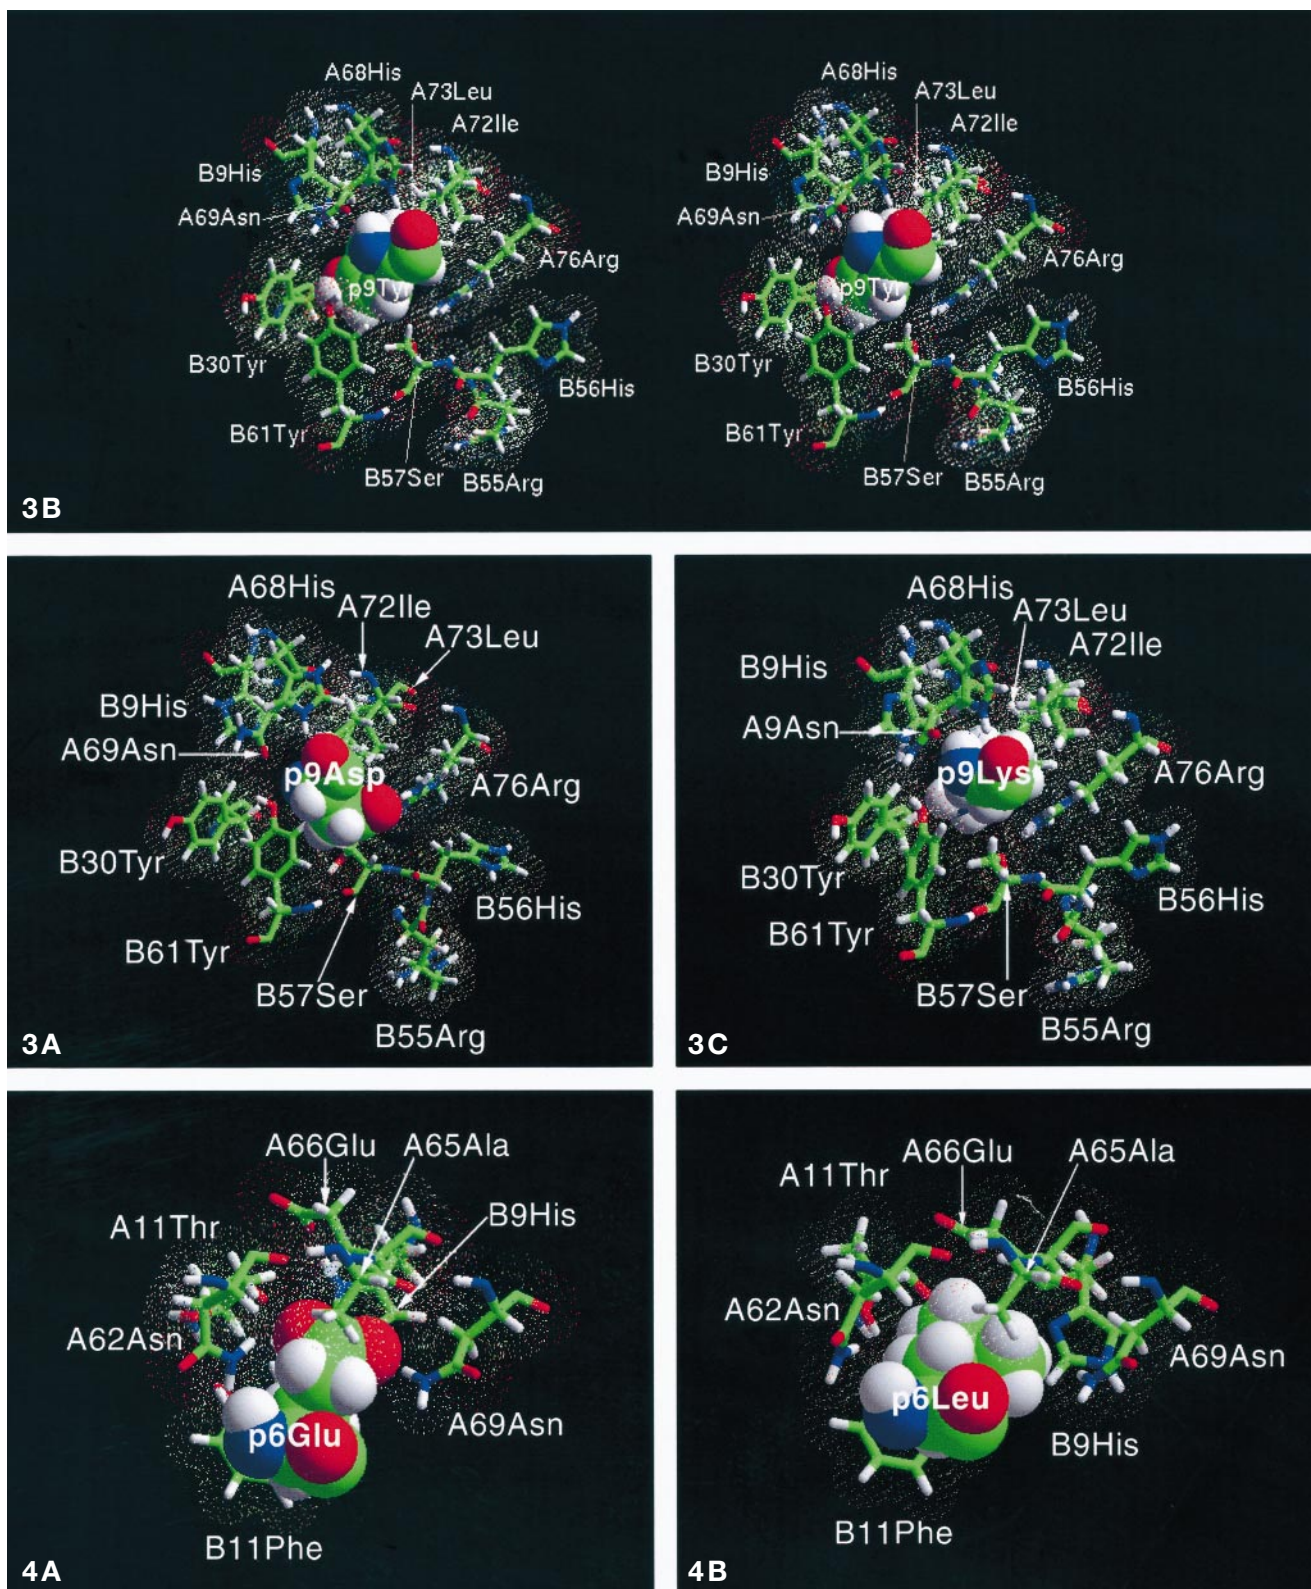 A68His
A73Leu
A72Ile
B9His
A69Asn
A76Arg
p9Tyr
B30Tyr
B56His
B61Tyr
B57Ser
B55Arg
A68His
A73Leu
A72Ile
B9His
A69Asn
A76Arg
p9Tyr
B30Tyr
B56His
B61Tyr
B57Ser
B55Arg
3B
A68His
A72Ile
A73Leu
B9His
A69Asn
p9Asp
A76Arg
B30Tyr
B56His
B61Tyr
B57Ser
B55Arg
3A
A68His
A73Leu
A72Ile
B9His
A9Asn
p9Lys
A76Arg
B30Tyr
B56His
B61Tyr
B57Ser
B55Arg
3C
A66Glu
A65Ala
B9His
A11Thr
A62Asn
A69Asn
p6Glu
B11Phe
4A
A66Glu
A65Ala
A11Thr
A62Asn
A69Asn
p6Leu
B9His
B11Phe
4B